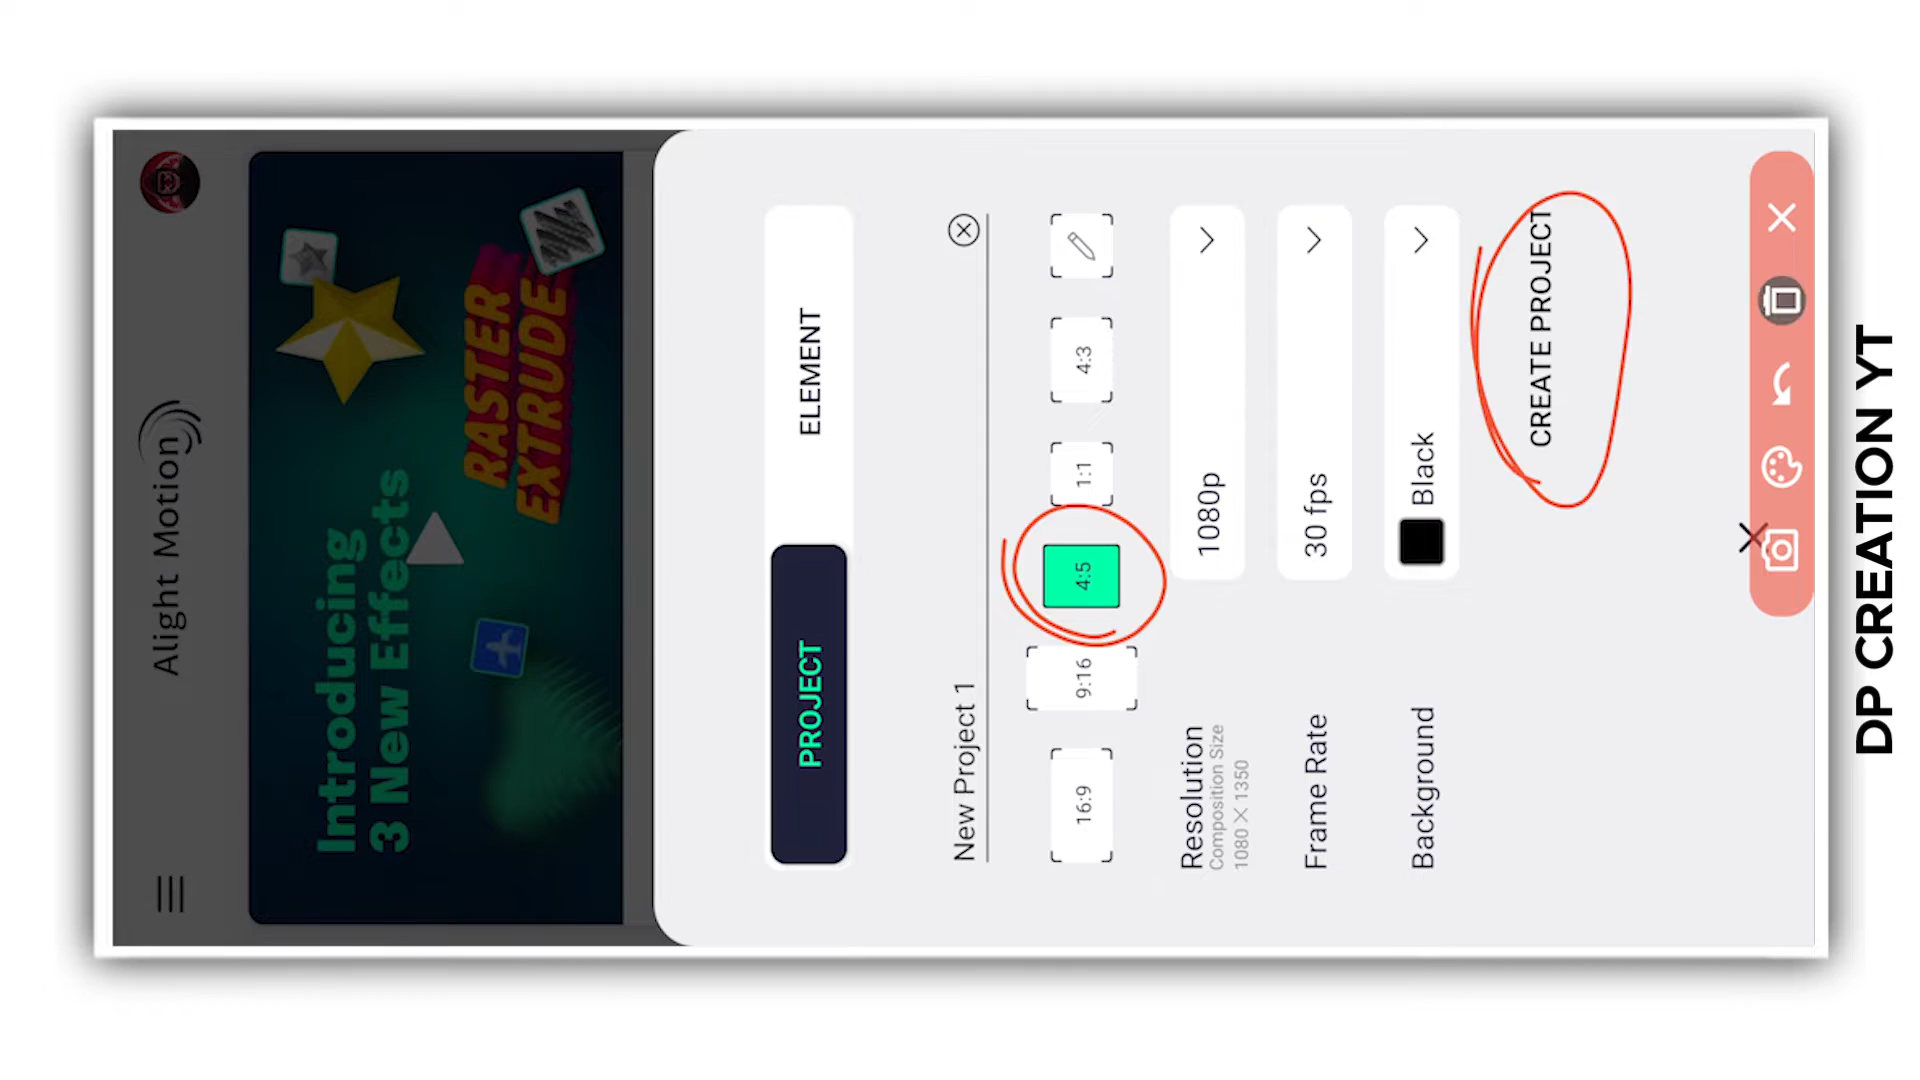 Alight Motion
Introducing
3 New Effects
RASTER
EXTRUDE
PROJECT
ELEMENT
New Project 1
16:9
9:16
4:5
1:1
4:3
Resolution
Composition Size
1080 X 1350
1080p
Frame Rate
30 fps
Background
Black
CREATE PROJECT
DP CREATION YT